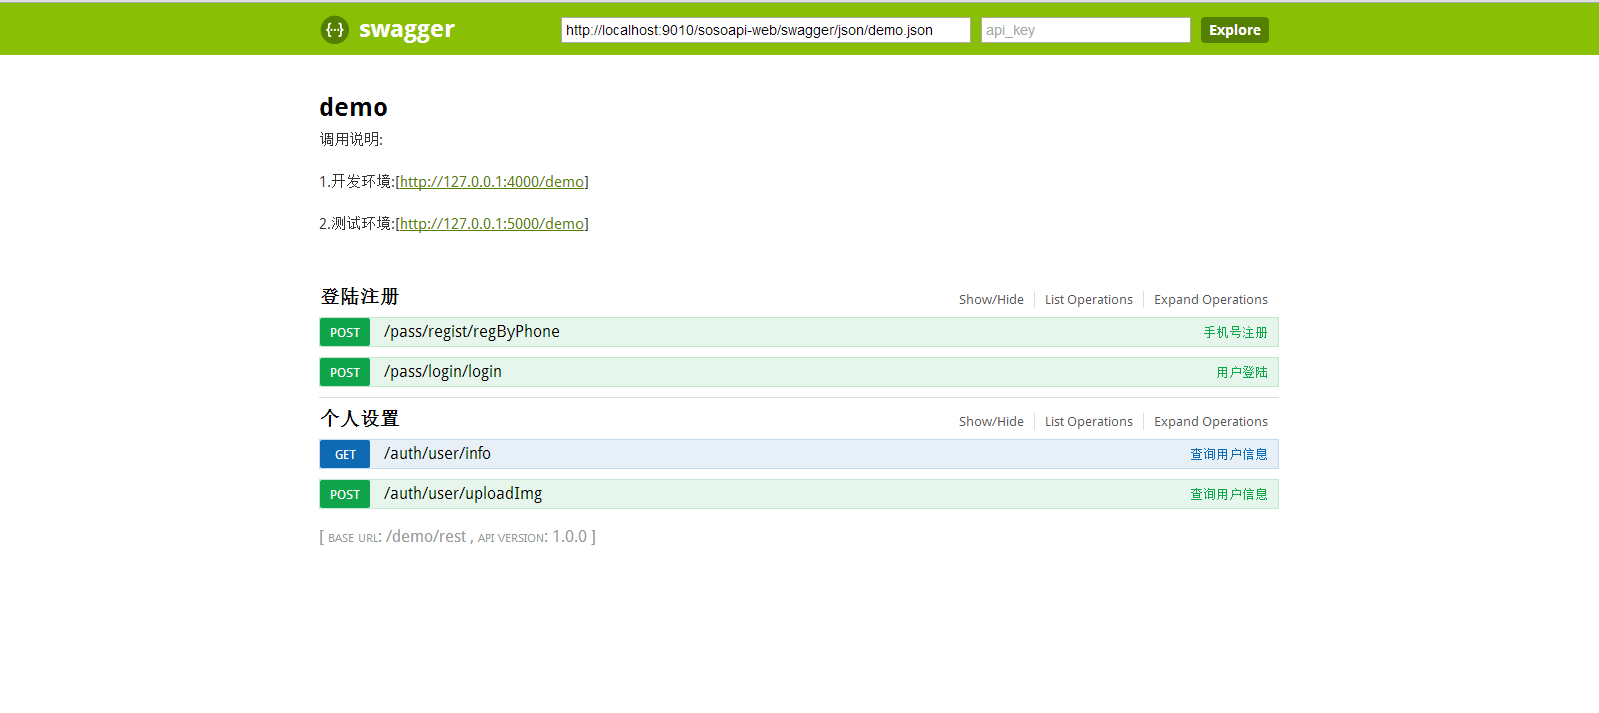 swagger http://localhost:9010/sosoapi-web/swagger/json/demo.json api_key Explore
demo
调用说明:
1.开发环境:[http://127.0.0.1:4000/demo]
2.测试环境:[http://127.0.0.1:5000/demo]
登陆注册 Show/Hide List Operations Expand Operations
POST /pass/regist/regByPhone 手机号注册
POST /pass/login/login 用户登陆
个人设置 Show/Hide List Operations Expand Operations
GET /auth/user/info 查询用户信息
POST /auth/user/uploadImg 查询用户信息
[ BASE URL: /demo/rest , API VERSION: 1.0.0 ]